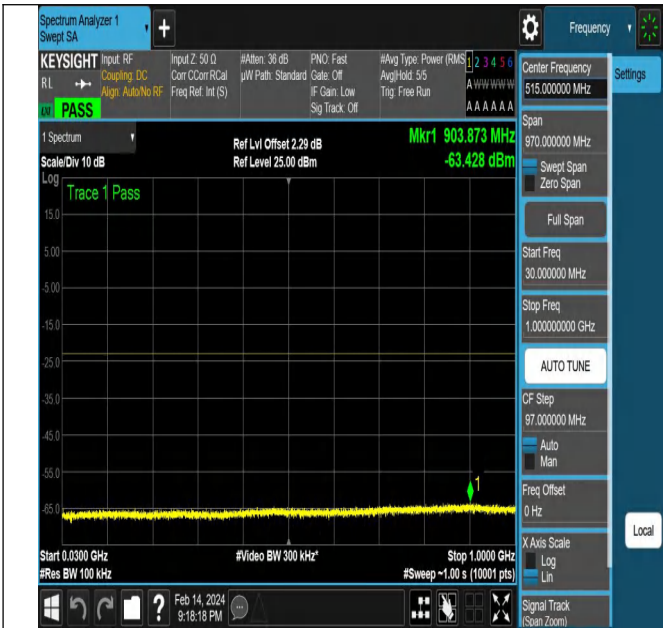 Spectrum Analyzer 1
Swept SA
Frequency
KEYSIGHT
RL
PASS
Input: RF
Coupling: DC
Align: Auto/No RF
Input Z: 50 Ω
Corr CCorr RCal
Freq Ref: Int (S)
#Atten: 36 dB
µW Path: Standard
PNO: Fast
Gate: Off
IF Gain: Low
Sig Track: Off
#Avg Type: Power (RMS
Avg|Hold: 5/5
Trig: Free Run
1 2 3 4 5 6
A W W W W W
A A A A A A
1 Spectrum
Scale/Div 10 dB
Log
Ref Lvl Offset 2.29 dB
Ref Level 25.00 dBm
Mkr1 903.873 MHz
-63.428 dBm
Trace 1 Pass
15.0
5.00
-5.00
-15.0
-25.0
-35.0
-45.0
-55.0
-65.0
1
Start 0.0300 GHz
#Res BW 100 kHz
#Video BW 300 kHz*
Stop 1.0000 GHz
#Sweep ~1.00 s (10001 pts)
Feb 14, 2024
9:18:18 PM
Settings
Center Frequency
515.000000 MHz
Span
970.000000 MHz
Swept Span
Zero Span
Full Span
Start Freq
30.000000 MHz
Stop Freq
1.000000000 GHz
AUTO TUNE
CF Step
97.000000 MHz
Auto
Man
Freq Offset
0 Hz
X Axis Scale
Log
Lin
Signal Track
(Span Zoom)
Local